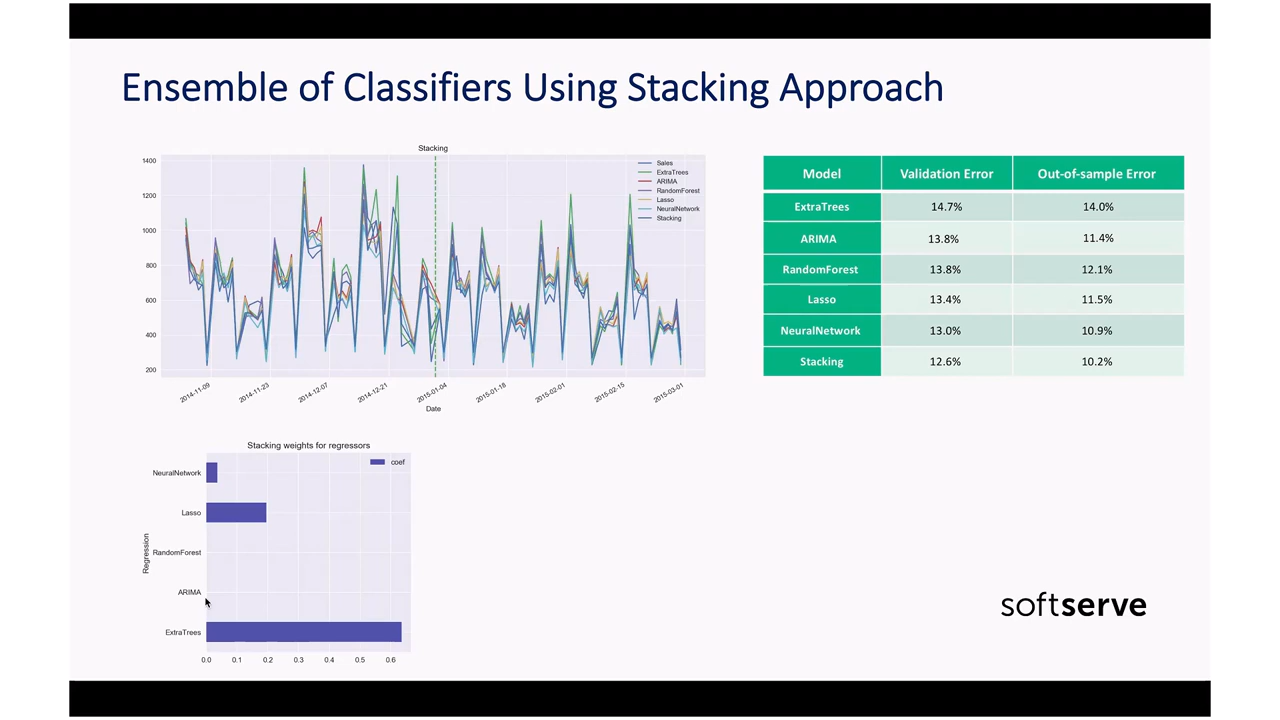 Ensemble of Classifiers Using Stacking Approach
Stacking
1400
1200
1000
800
600
400
200
Sales
ExtraTrees
ARIMA
RandomForest
Lasso
NeuralNetwork
Stacking
2014-11-09
2014-11-23
2014-12-07
2014-12-21
2015-01-04
2015-01-18
2015-02-01
2015-02-15
2015-03-01
Date
Model Validation Error Out-of-sample Error
ExtraTrees 14.7% 14.0%
ARIMA 13.8% 11.4%
RandomForest 13.8% 12.1%
Lasso 13.4% 11.5%
NeuralNetwork 13.0% 10.9%
Stacking 12.6% 10.2%
Stacking weights for regressors
coef
Regression
NeuralNetwork
Lasso
RandomForest
ARIMA
ExtraTrees
0.0 0.1 0.2 0.3 0.4 0.5 0.6
softserve